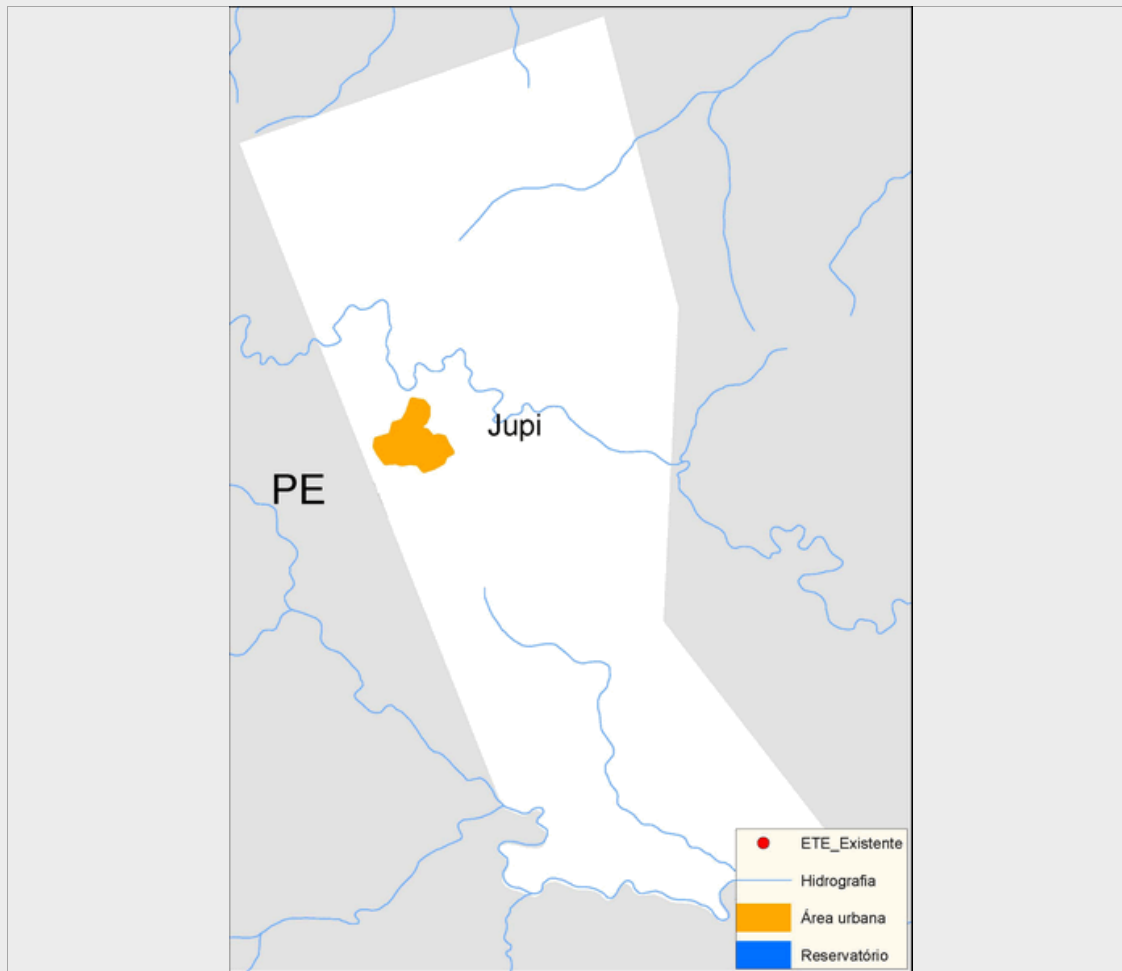 Jupi
PE
ETE_Existente
Hidrografia
Área urbana
Reservatório